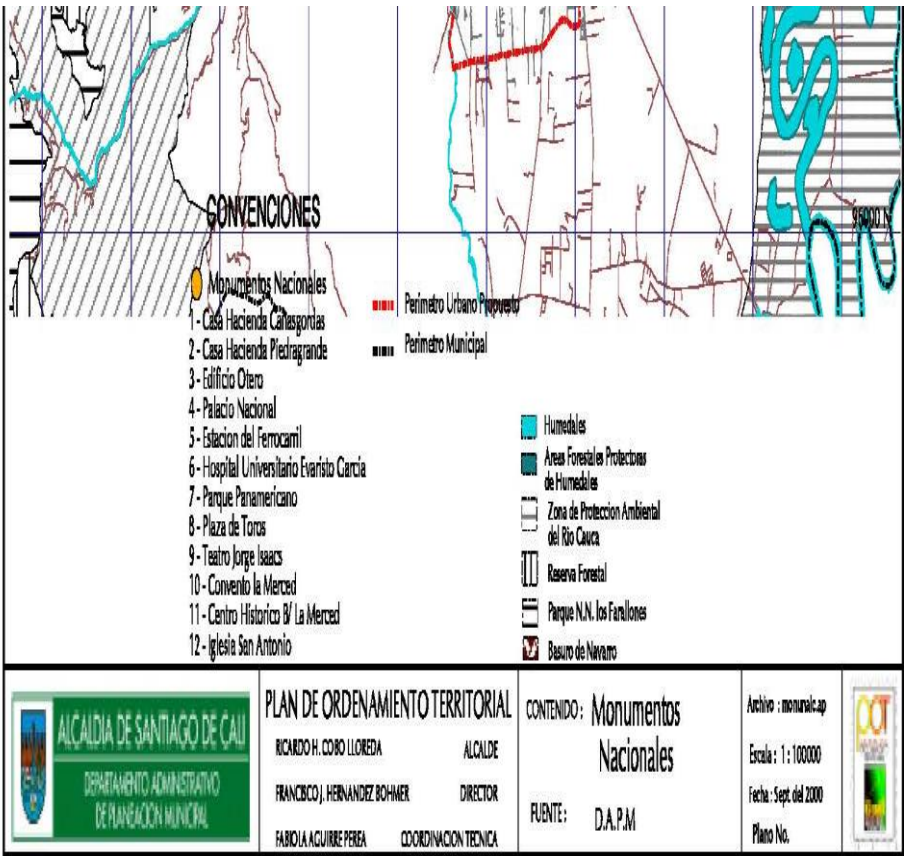 95000 N
CONVENCIONES
Monumentos Nacionales
1 - Casa Hacienda Cañasgordas
2 - Casa Hacienda Piedragrande
3 - Edificio Otero
4 - Palacio Nacional
5 - Estacion del Ferrocarril
6 - Hospital Universitario Evaristo Garcia
7 - Parque Panamericano
8 - Plaza de Toros
9 - Teatro Jorge Isaacs
10 - Convento la Merced
11 - Centro Historico B/ La Merced
12 - Iglesia San Antonio
Perimetro Urbano Propuesto
Perimetro Municipal
Humedales
Areas Forestales Protectoras
de Humedales
Zona de Proteccion Ambiental
del Rio Cauca
Reserva Forestal
Parque N.N. los Farallones
Basuro de Navarro
ALCALDIA DE SANTIAGO DE CALI
DEPARTAMENTO ADMINISTRATIVO
DE PLANEACION MUNICIPAL
PLAN DE ORDENAMIENTO TERRITORIAL
RICARDO H. COBO LLOREDA ALCALDE
FRANCISCO J. HERNANDEZ BOHMER DIRECTOR
FABIOLA AGUIRRE PEREA COORDINACION TECNICA
CONTENIDO: Monumentos
Nacionales
FUENTE: D.A.P.M
Archivo : monunalc.ap
Escala : 1 : 100000
Fecha : Sept. del 2000
Plano No.
POT